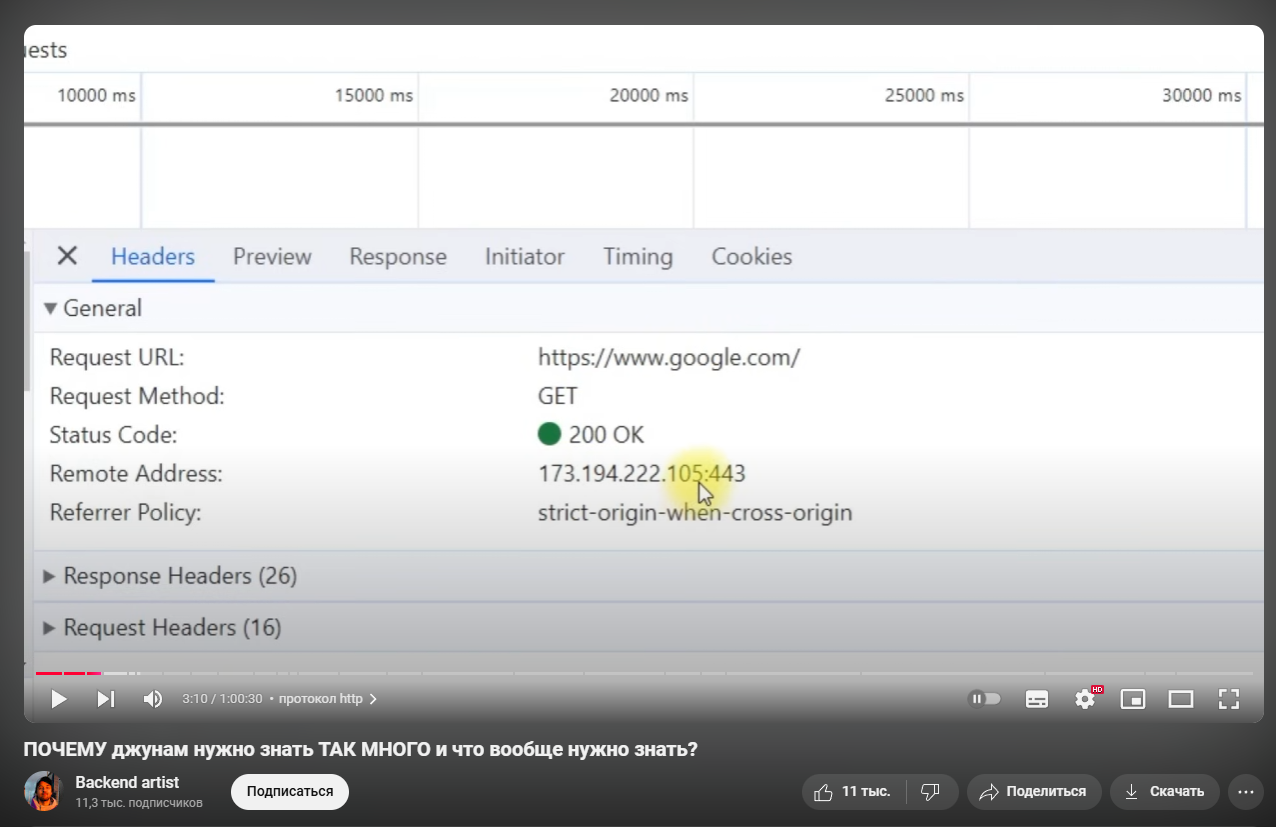 uests
10000 ms 15000 ms 20000 ms 25000 ms 30000 ms
Headers Preview Response Initiator Timing Cookies
General
Request URL: https://www.google.com/
Request Method: GET
Status Code: 200 OK
Remote Address: 173.194.222.105:443
Referrer Policy: strict-origin-when-cross-origin
Response Headers (26)
Request Headers (16)
3:10 / 1:00:30 • протокол http
HD
ПОЧЕМУ джунам нужно знать ТАК МНОГО и что вообще нужно знать?
Backend artist
11,3 тыс. подписчиков
Подписаться
11 тыс.
Поделиться
Скачать